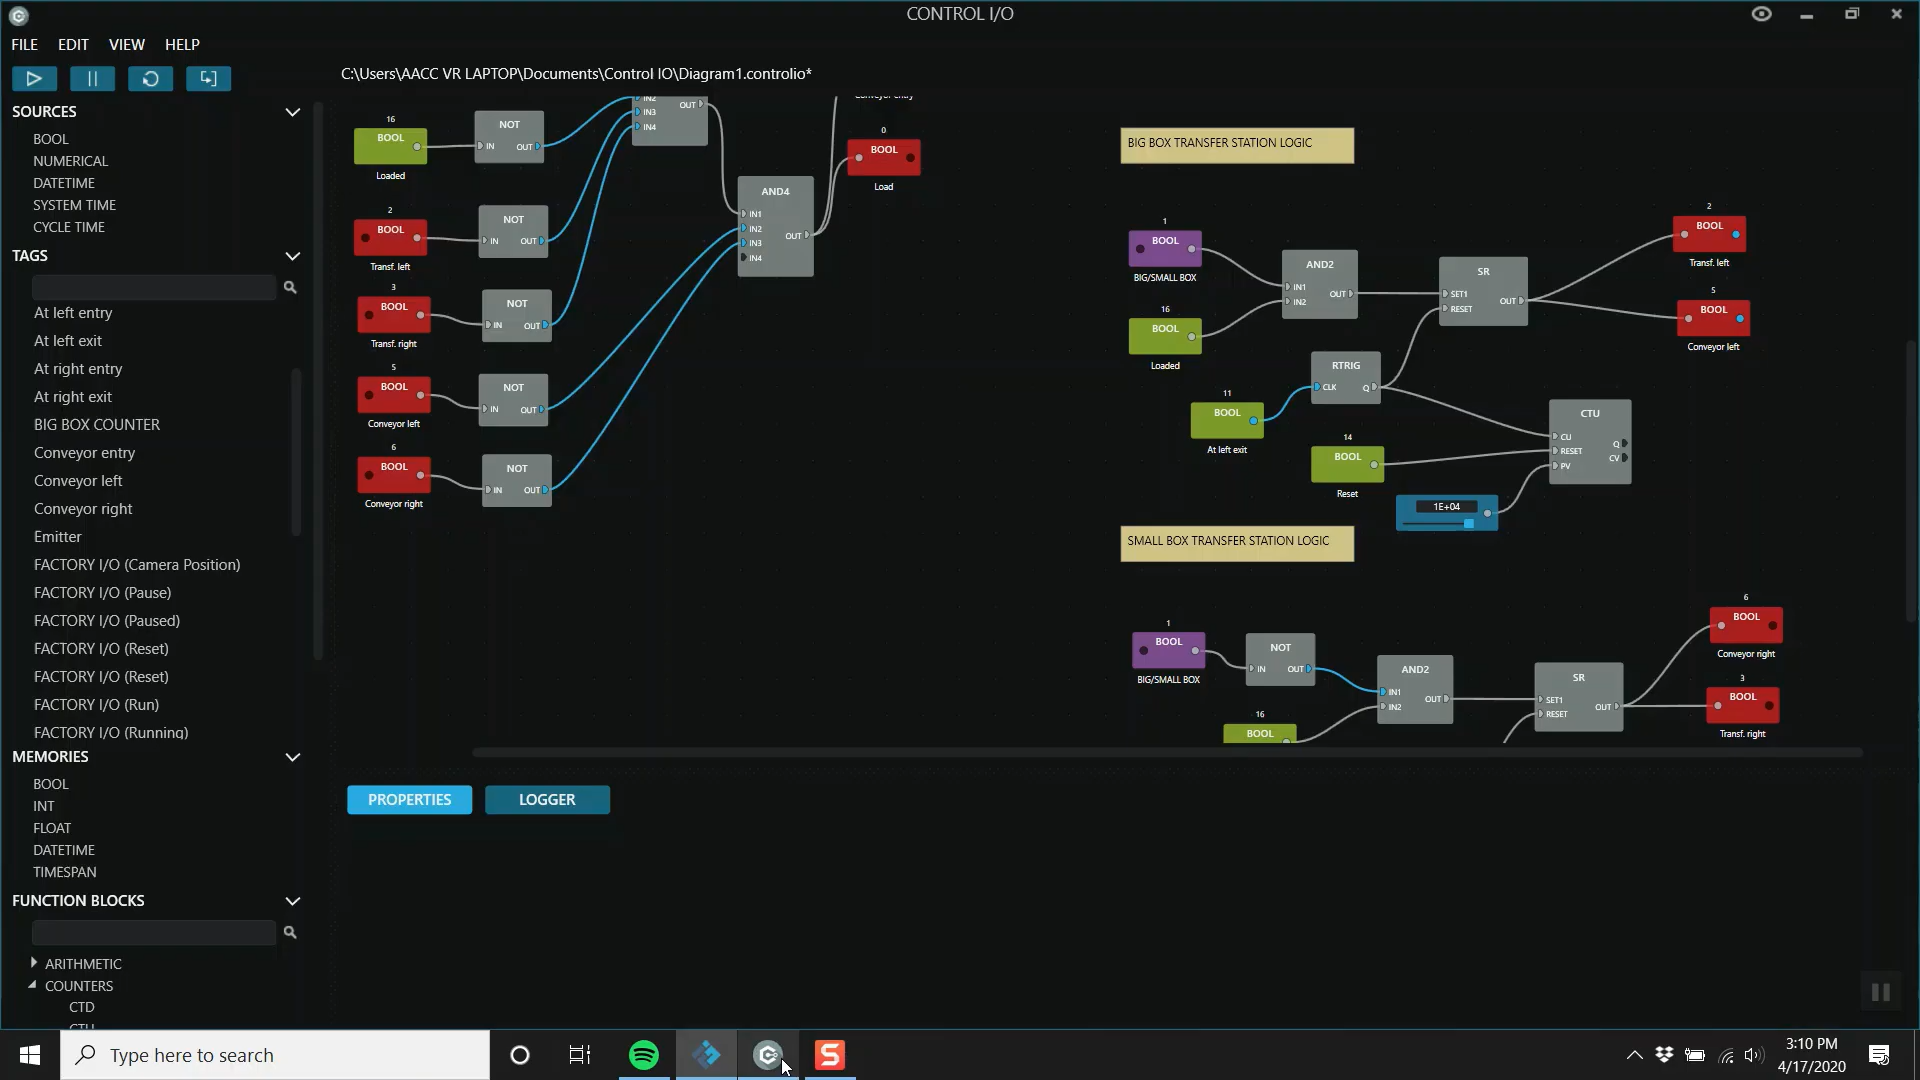 CONTROL I/O
FILE EDIT VIEW HELP
C:\Users\AACC VR LAPTOP\Documents\Control IO\Diagram1.controlio*
SOURCES
BOOL
NUMERICAL
DATETIME
SYSTEM TIME
CYCLE TIME
TAGS
At left entry
At left exit
At right entry
At right exit
BIG BOX COUNTER
Conveyor entry
Conveyor left
Conveyor right
Emitter
FACTORY I/O (Camera Position)
FACTORY I/O (Pause)
FACTORY I/O (Paused)
FACTORY I/O (Reset)
FACTORY I/O (Reset)
FACTORY I/O (Run)
FACTORY I/O (Running)
MEMORIES
BOOL
INT
FLOAT
DATETIME
TIMESPAN
FUNCTION BLOCKS
ARITHMETIC
COUNTERS
CTD
CTU
16
BOOL
Loaded
NOT
IN OUT
2
BOOL
Transf. left
NOT
IN OUT
3
BOOL
Transf. right
NOT
IN OUT
5
BOOL
Conveyor left
NOT
IN OUT
6
BOOL
Conveyor right
NOT
IN OUT
IN2
OUT
IN3
IN4
AND4
IN1
IN2
OUT
IN3
IN4
Conveyor entry
0
BOOL
Load
BIG BOX TRANSFER STATION LOGIC
1
BOOL
BIG/SMALL BOX
16
BOOL
Loaded
AND2
IN1
OUT
IN2
SR
SET1
OUT
RESET
2
BOOL
Transf. left
5
BOOL
Conveyor left
11
BOOL
At left exit
RTRIG
CLK Q
14
BOOL
Reset
1E+04
CTU
CU
Q
RESET
CV
PV
SMALL BOX TRANSFER STATION LOGIC
1
BOOL
BIG/SMALL BOX
NOT
IN OUT
16
BOOL
AND2
IN1
OUT
IN2
SR
SET1
OUT
RESET
6
BOOL
Conveyor right
3
BOOL
Transf. right
PROPERTIES LOGGER
Type here to search
3:10 PM
4/17/2020